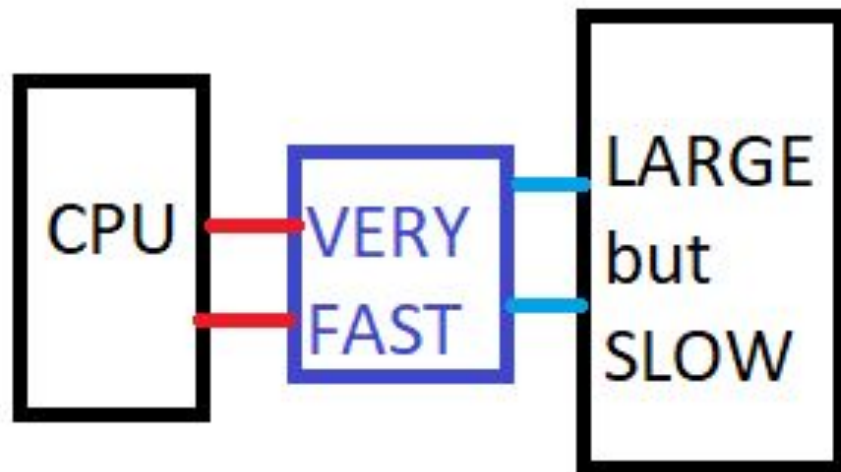 CPU
VERY
FAST
LARGE
but
SLOW